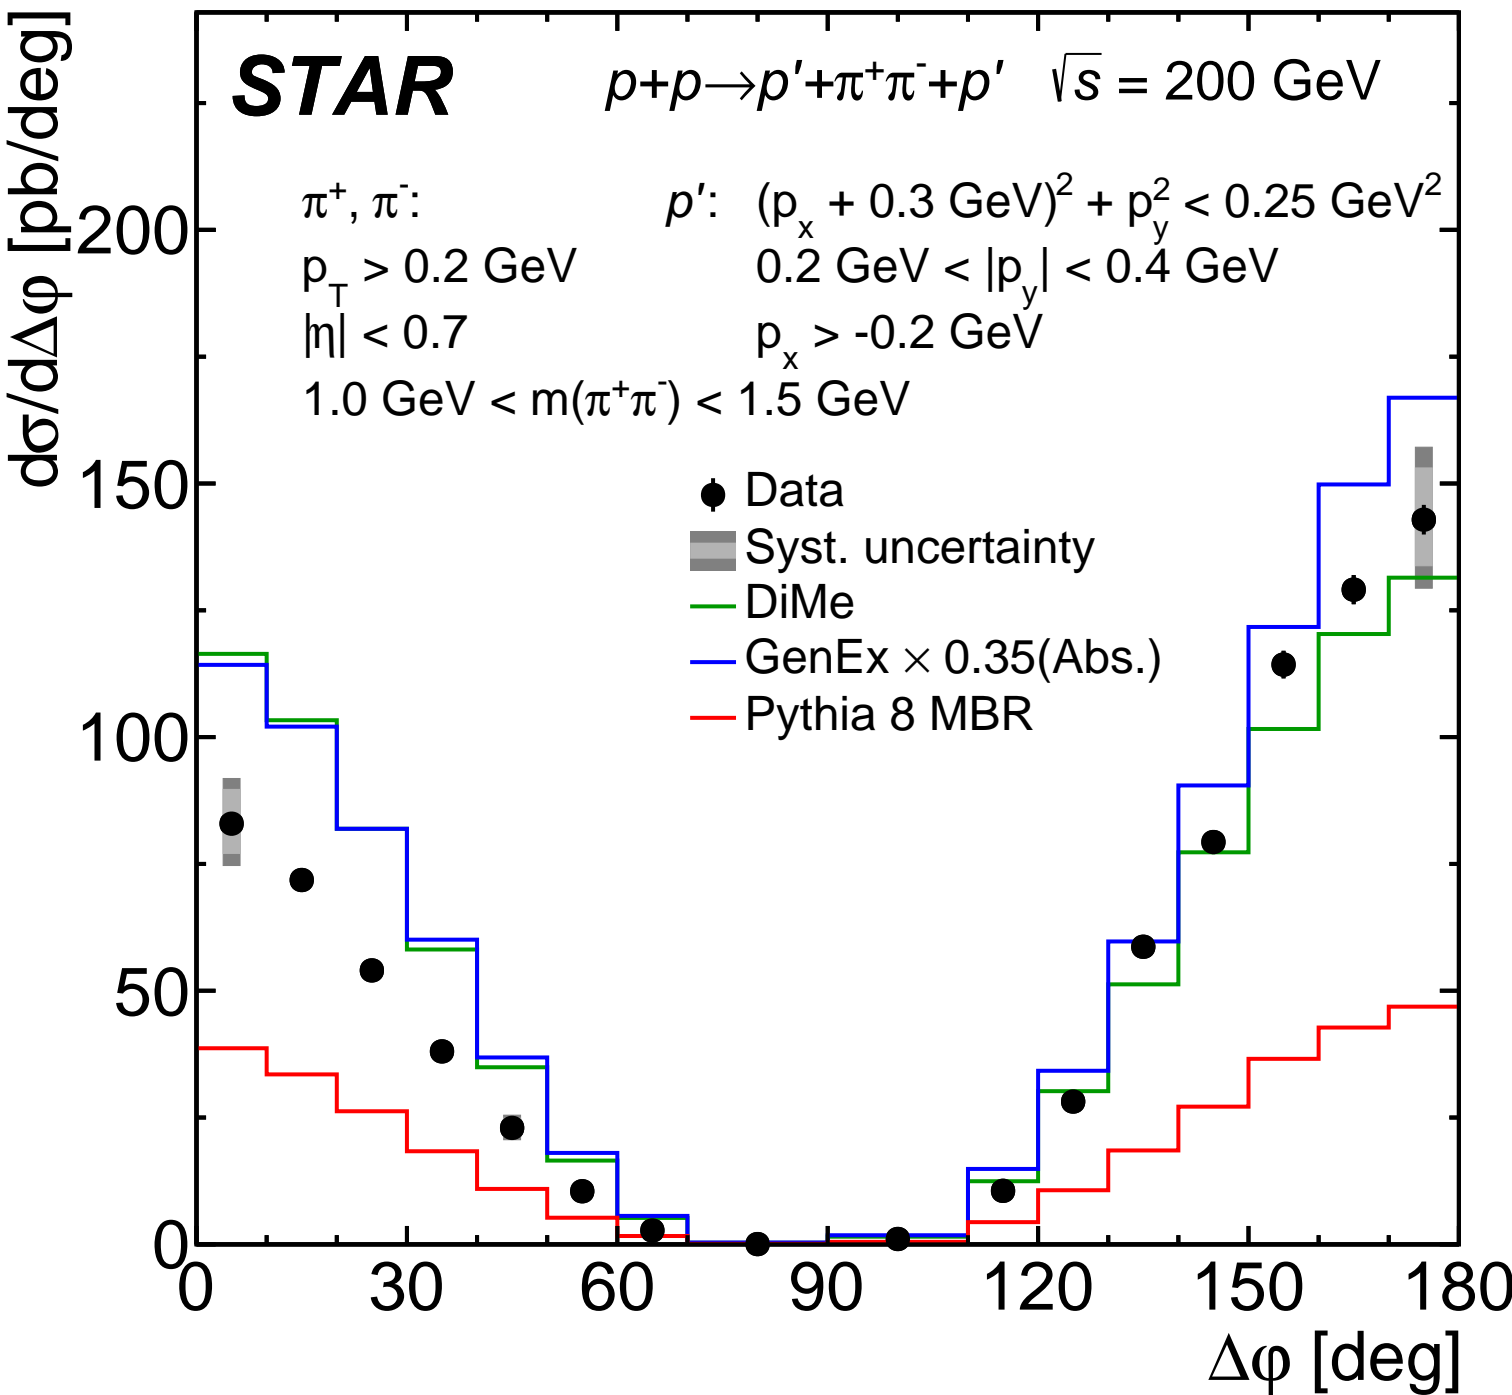 dσ/dΔφ [pb/deg]
STAR p+p→p′+π⁺π⁻+p′ √s = 200 GeV
π⁺, π⁻: p′: (pₓ + 0.3 GeV)² + p_y² < 0.25 GeV²
p_T > 0.2 GeV 0.2 GeV < |p_y| < 0.4 GeV
|η| < 0.7 pₓ > -0.2 GeV
1.0 GeV < m(π⁺π⁻) < 1.5 GeV
Data
Syst. uncertainty
DiMe
GenEx × 0.35(Abs.)
Pythia 8 MBR
200
150
100
50
0
0 30 60 90 120 150 180
Δφ [deg]